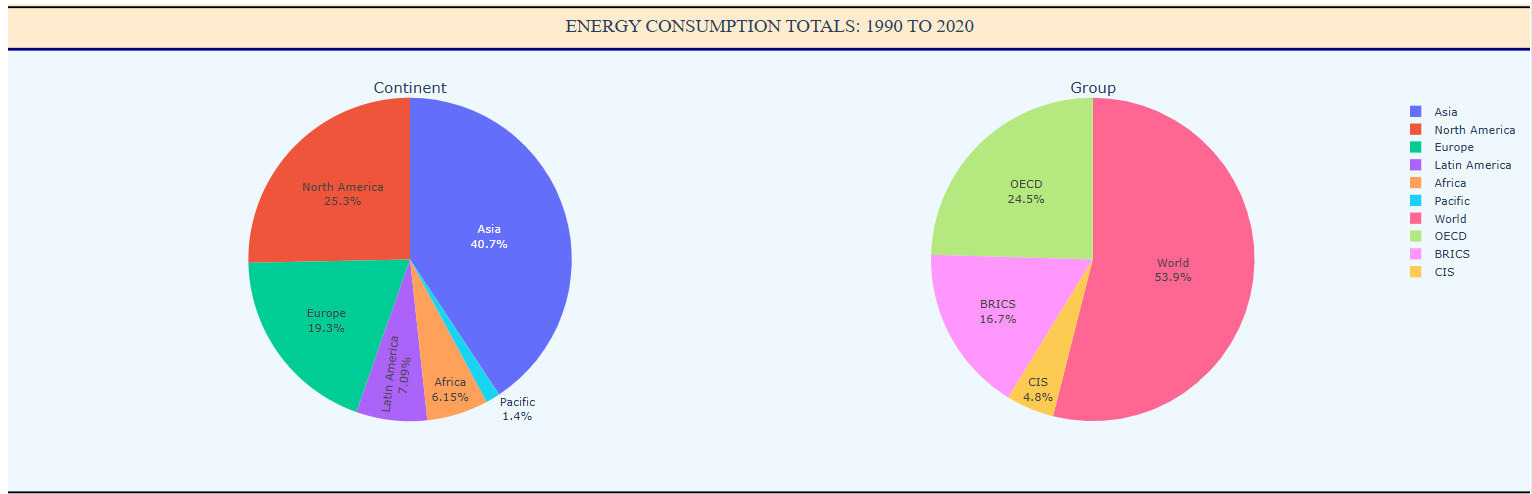 ENERGY CONSUMPTION TOTALS: 1990 TO 2020
Continent
North America
25.3%
Asia
40.7%
Europe
19.3%
Latin America
7.09%
Africa
6.15%
Pacific
1.4%
Group
OECD
24.5%
World
53.9%
BRICS
16.7%
CIS
4.8%
Asia
North America
Europe
Latin America
Africa
Pacific
World
OECD
BRICS
CIS